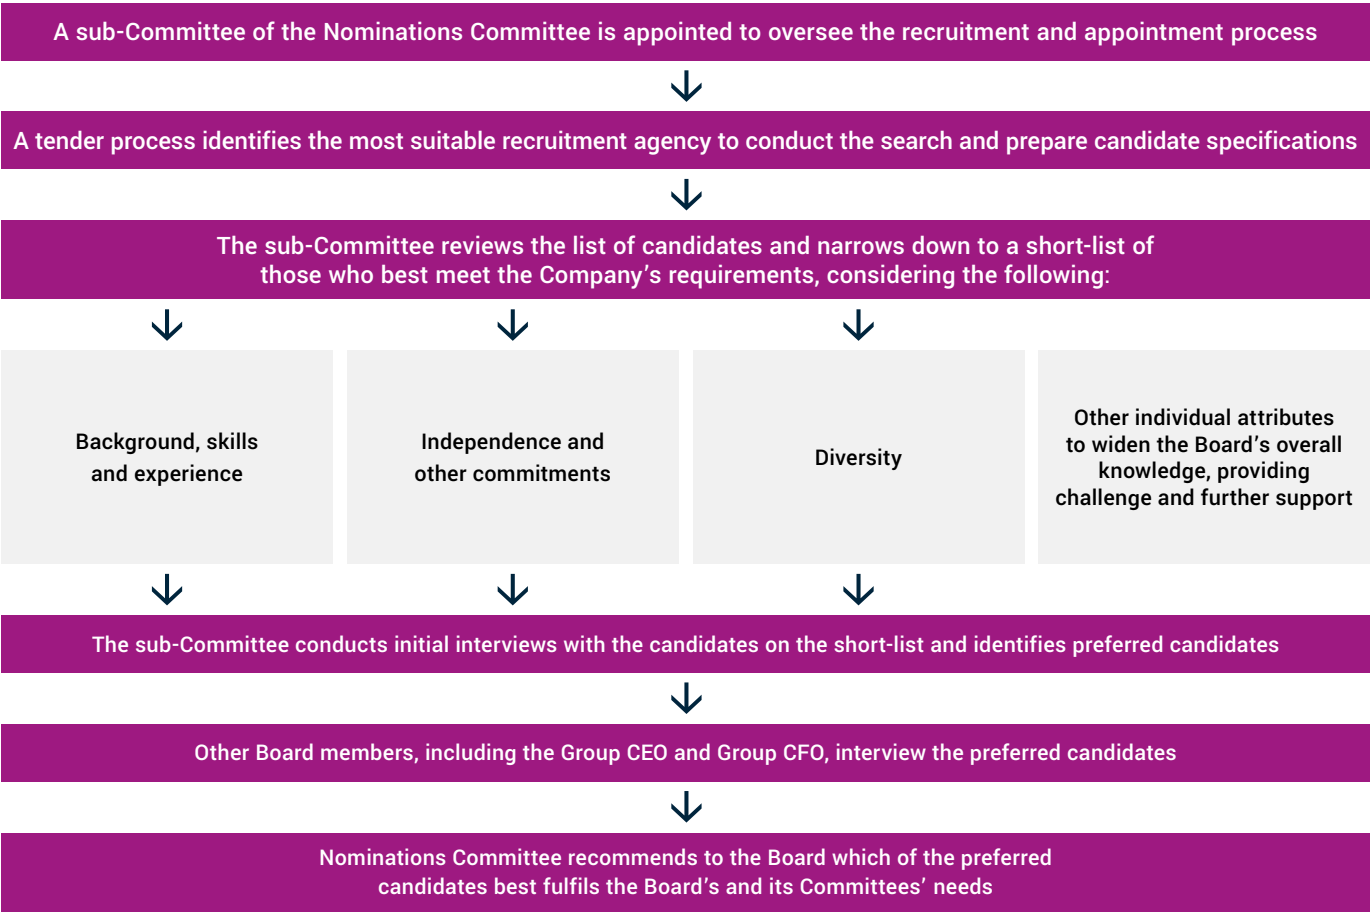 A sub-Committee of the Nominations Committee is appointed to oversee the recruitment and appointment process
A tender process identifies the most suitable recruitment agency to conduct the search and prepare candidate specifications
The sub-Committee reviews the list of candidates and narrows down to a short-list of
those who best meet the Company’s requirements, considering the following:
Background, skills
and experience
Independence and
other commitments
Diversity
Other individual attributes
to widen the Board’s overall
knowledge, providing
challenge and further support
The sub-Committee conducts initial interviews with the candidates on the short-list and identifies preferred candidates
Other Board members, including the Group CEO and Group CFO, interview the preferred candidates
Nominations Committee recommends to the Board which of the preferred
candidates best fulfils the Board’s and its Committees’ needs